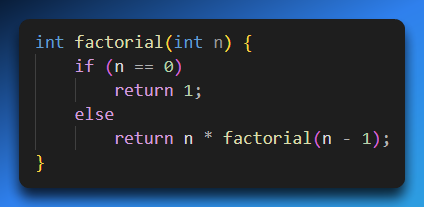 int factorial(int n) {
    if (n == 0)
        return 1;
    else
        return n * factorial(n - 1);
}